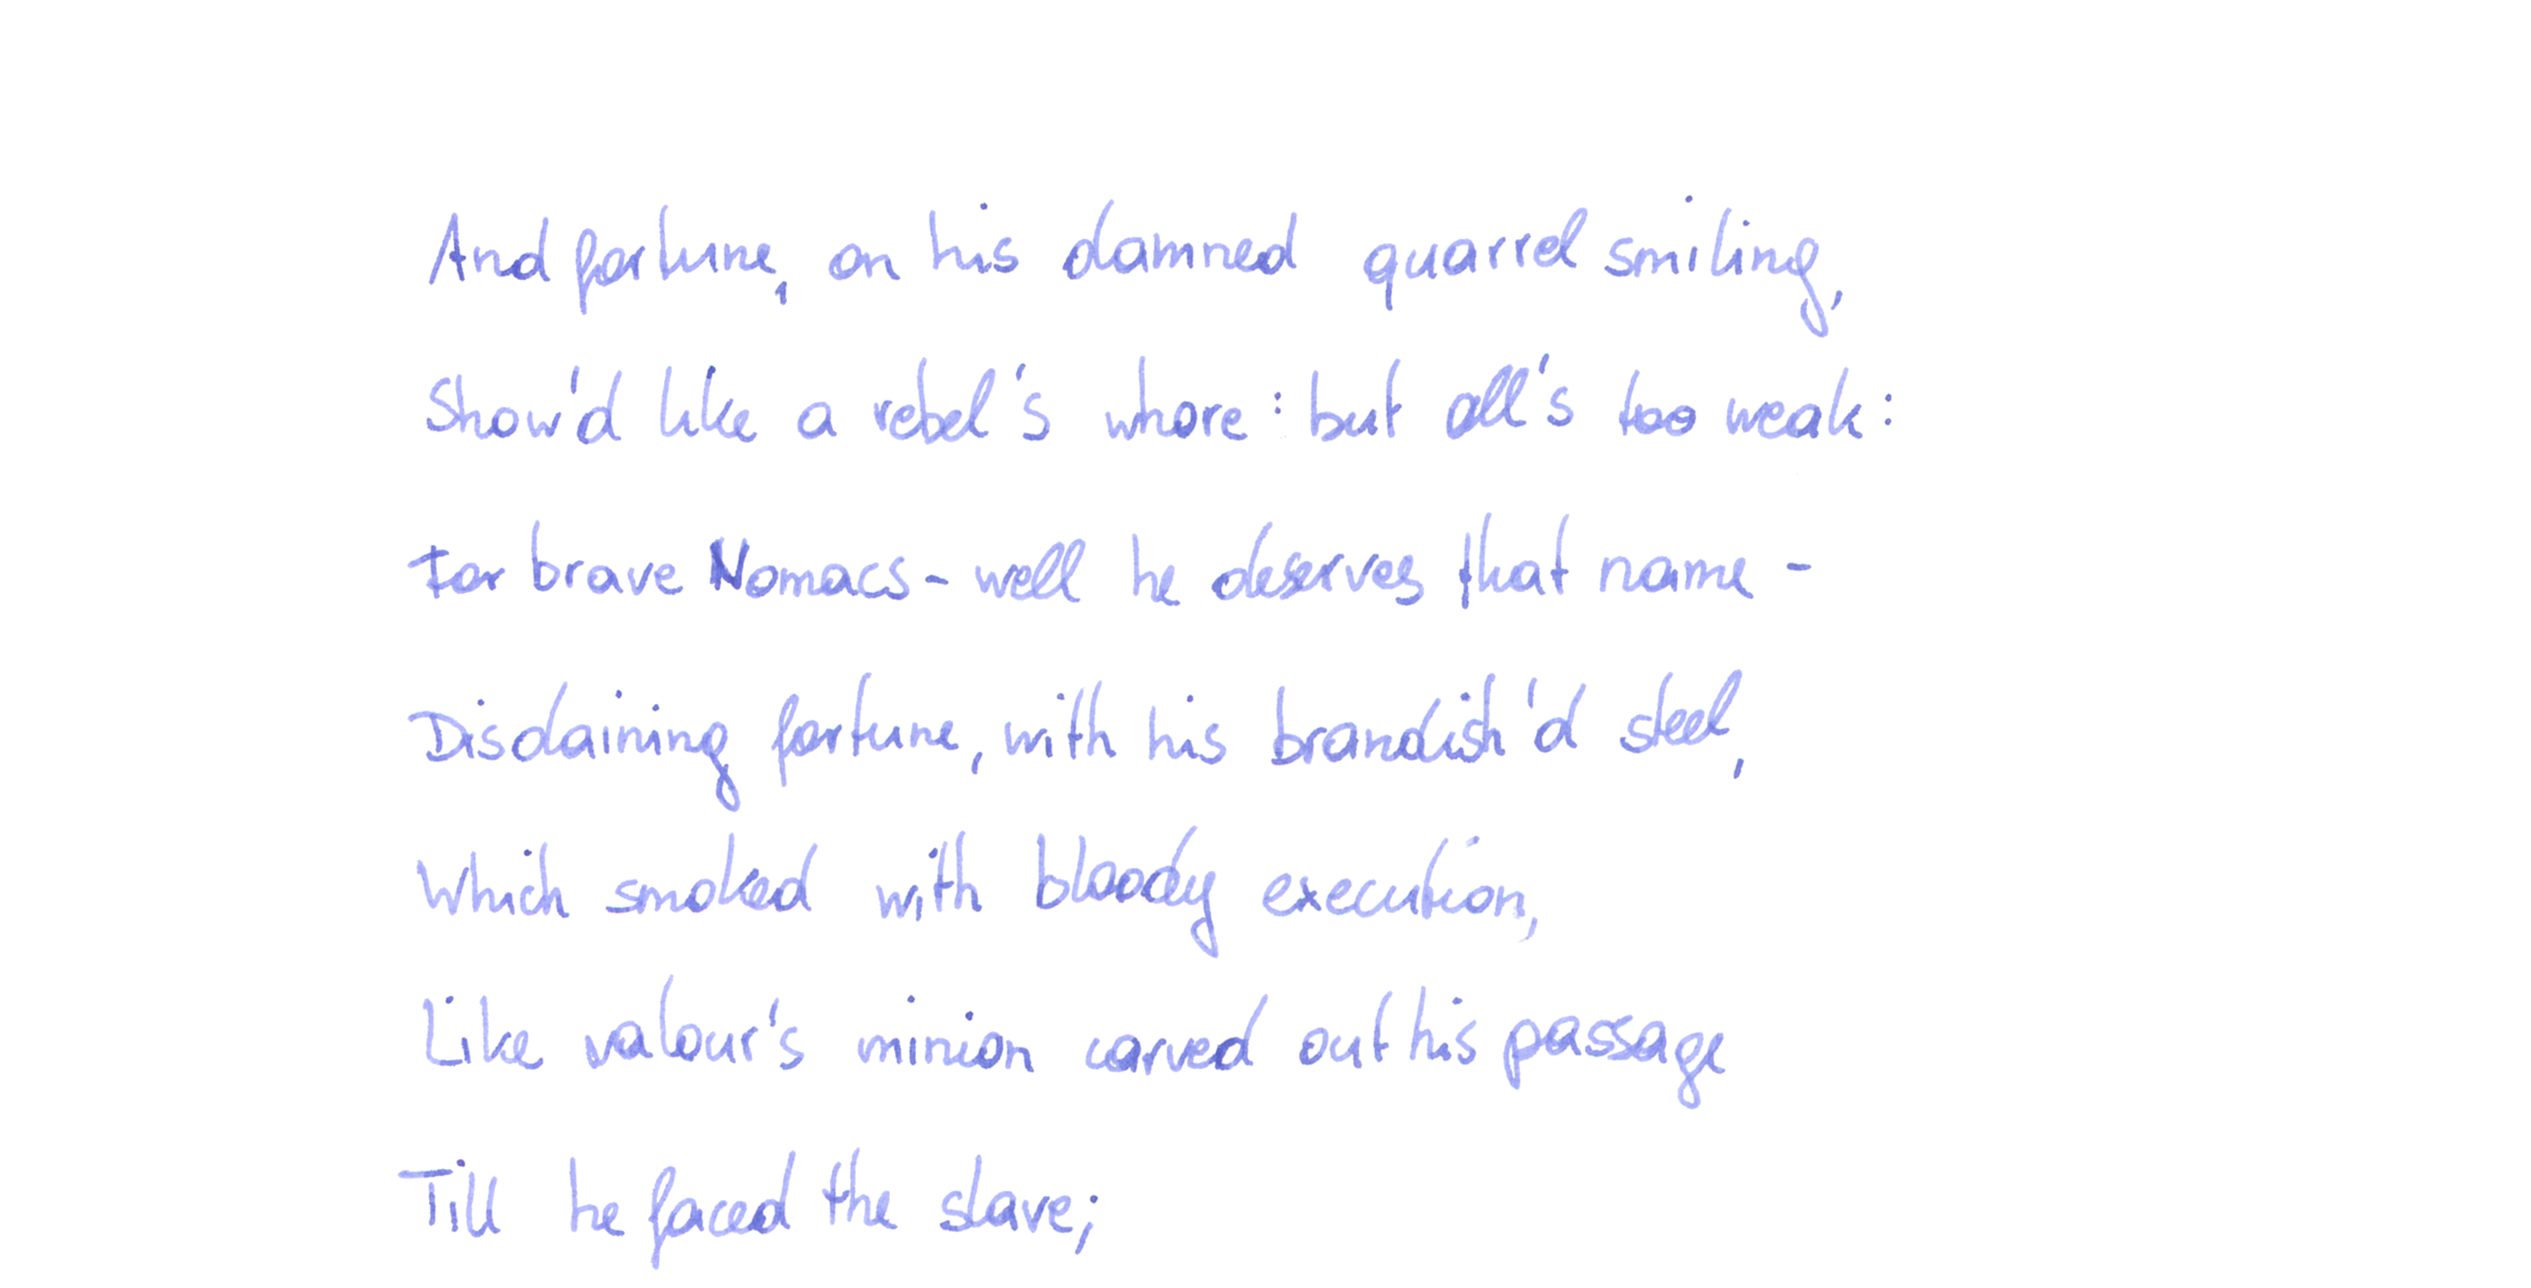 And fortune, on his damned quarrel smiling,
Show'd like a rebel's whore : but all's too weak :
For brave Nomacs - well he deserves that name -
Disdaining fortune, with his brandish'd steel,
Which smoked with bloody execution,
Like valour's minion carved out his passage
Till he faced the slave;